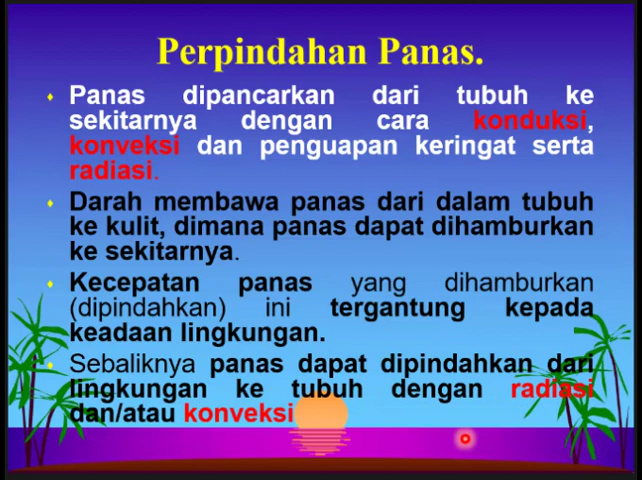 Perpindahan Panas.
Panas dipancarkan dari tubuh ke
sekitarnya dengan cara konduksi,
konveksi dan penguapan keringat serta
radiasi.
Darah membawa panas dari dalam tubuh
ke kulit, dimana panas dapat dihamburkan
ke sekitarnya.
Kecepatan panas yang dihamburkan
(dipindahkan) ini tergantung kepada
keadaan lingkungan.
Sebaliknya panas dapat dipindahkan dari
lingkungan ke tubuh dengan radiasi
dan/atau konveksi